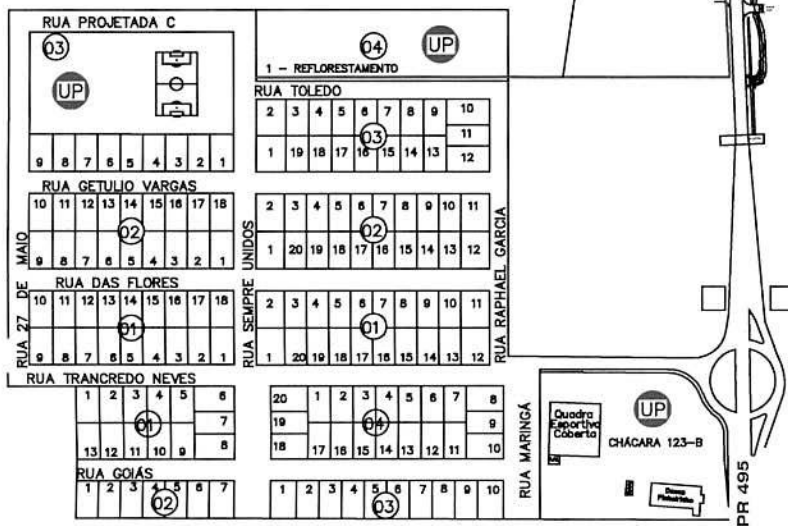 RUA PROJETADA C
03
UP
04
UP
1 - REFLORESTAMENTO
RUA TOLEDO
2 3 4 5 6 7 8 9 10
03
11
1 19 18 17 16 15 14 13 12
9 8 7 6 5 4 3 2 1
RUA GETULIO VARGAS
10 11 12 13 14 15 16 17 18
02
9 8 7 6 5 4 3 2 1
2 3 4 5 6 7 8 9 10 11
02
1 20 19 18 17 16 15 14 13 12
RUA 27 DE MAIO
RUA SEMPRE UNIDOS
RUA RAPHAEL GARCIA
RUA DAS FLORES
10 11 12 13 14 15 16 17 18
01
9 8 7 6 5 4 3 2 1
2 3 4 5 6 7 8 9 10 11
01
1 20 19 18 17 16 15 14 13 12
RUA TRANCREDO NEVES
1 2 3 4 5 6
01
7
13 12 11 10 9 8
20 1 2 3 4 5 6 7 8
19
04
9
18 17 16 15 14 13 12 11 10
RUA MARINGÁ
Quadra
Esportiva
Coberta
UP
CHÁCARA 123-B
PR 495
RUA GOIÁS
1 2 3 4 5 6 7
02
1 2 3 4 5 6 7 8 9 10
03